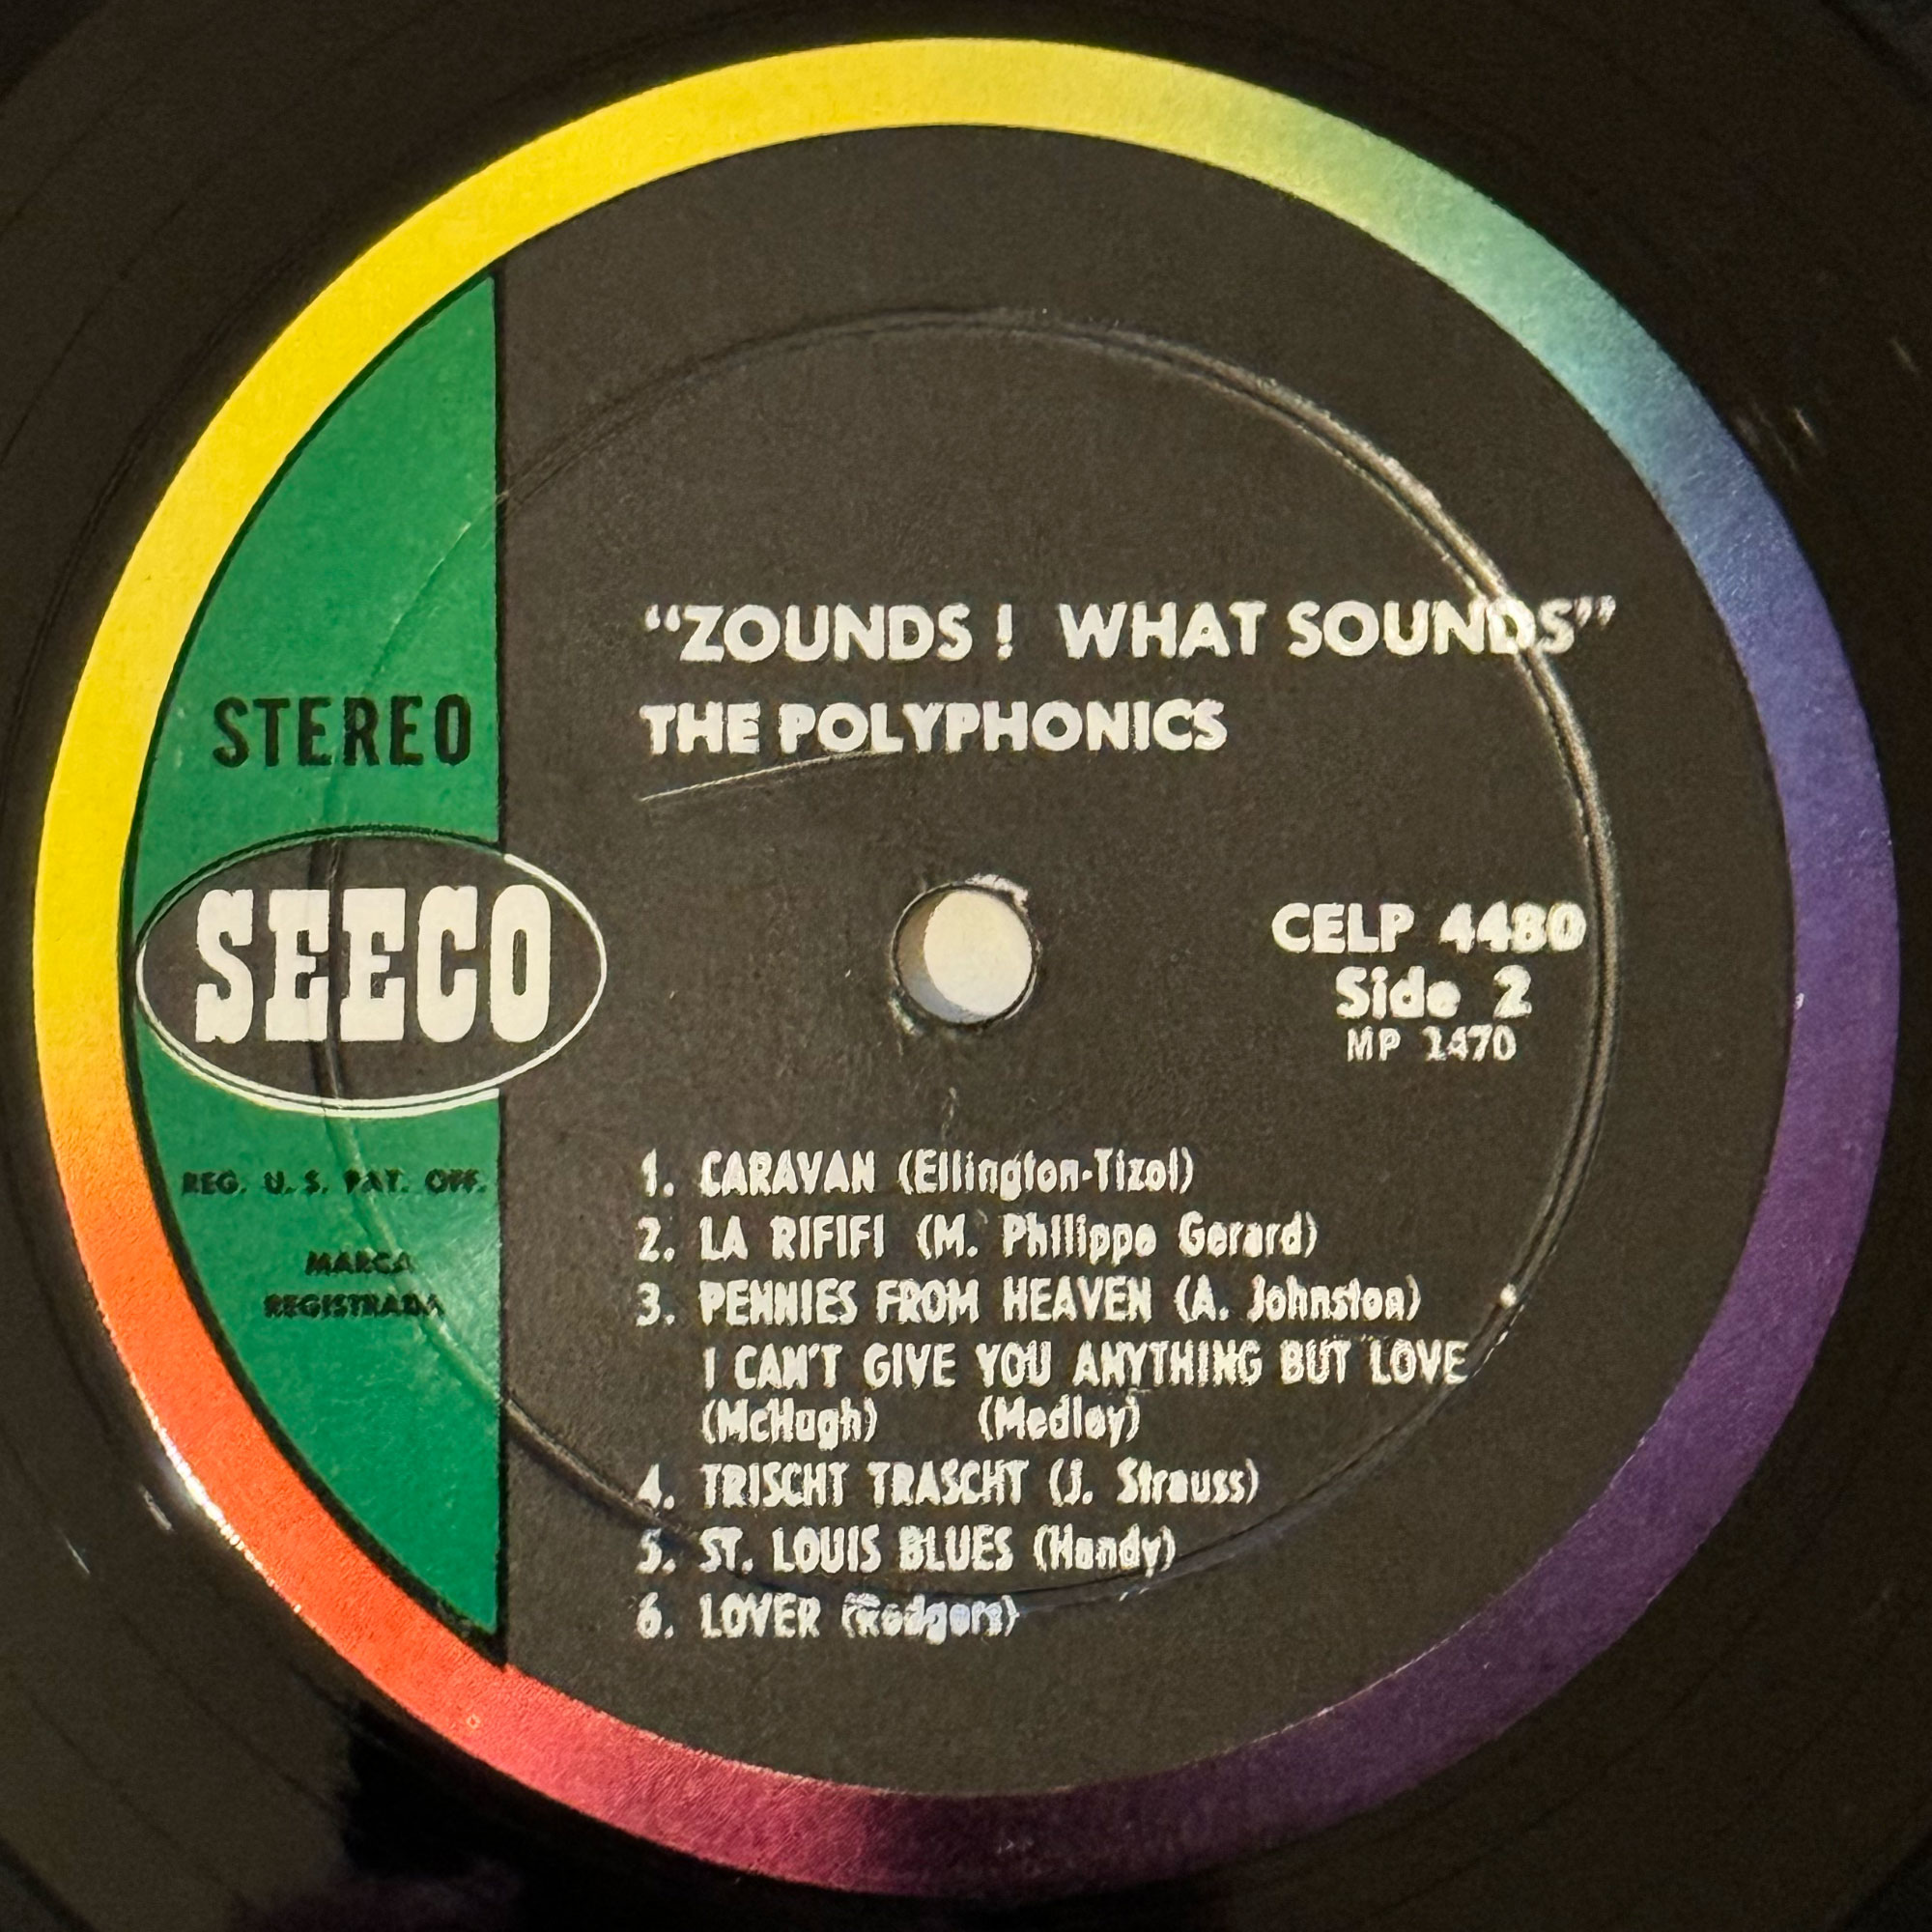 "ZOUNDS! WHAT SOUNDS"
THE POLYPHONICS
STEREO
SEECO
REG. U. S. PAT. OFF.
MARCA
REGISTRADA
CELP 4480
Side 2
MP 1470
1. CARAVAN (Ellington-Tizol)
2. LA RIFIFI (M. Philippe Gerard)
3. PENNIES FROM HEAVEN (A. Johnston)
I CAN'T GIVE YOU ANYTHING BUT LOVE
(McHugh) (Medley)
4. TRISCHT TRASCHT (J. Strauss)
5. ST. LOUIS BLUES (Handy)
6. LOVER (Rodgers)